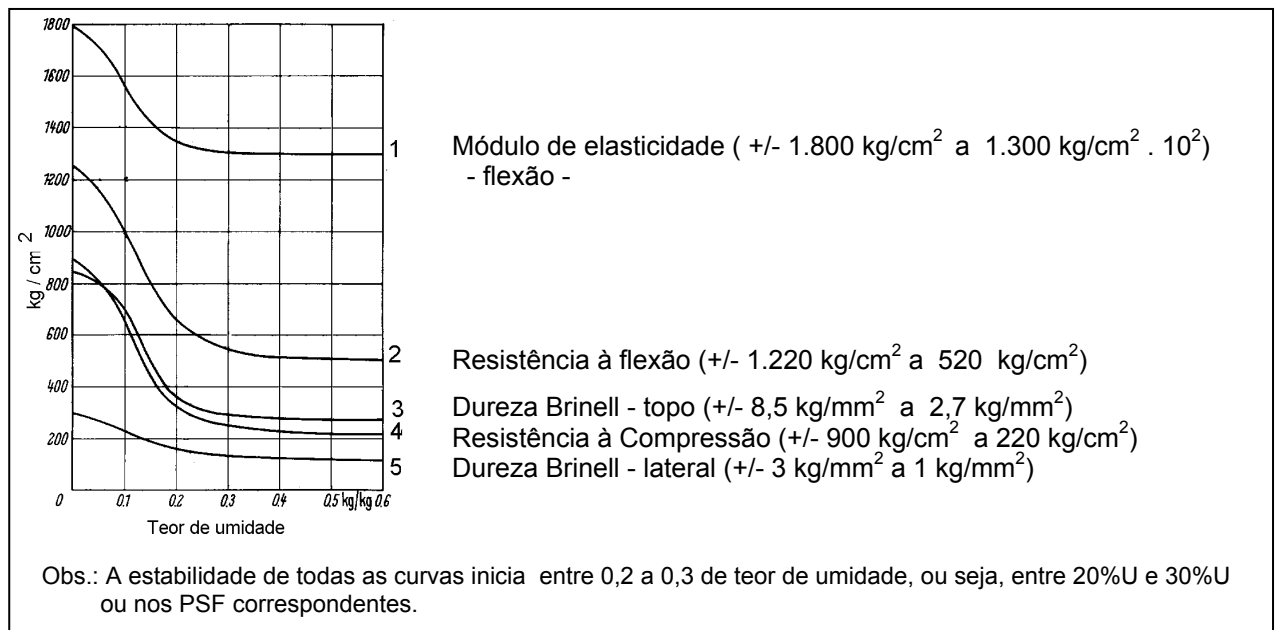 1800
1600
1400
1200
1000
800
600
400
200
kg / cm 2
0 0.1 0.2 0.3 0.4 0.5 kg/kg 0.6
Teor de umidade
1 Módulo de elasticidade ( +/- 1.800 kg/cm² a 1.300 kg/cm² . 10²)
- flexão -
2 Resistência à flexão (+/- 1.220 kg/cm² a 520 kg/cm²)
3 Dureza Brinell - topo (+/- 8,5 kg/mm² a 2,7 kg/mm²)
4 Resistência à Compressão (+/- 900 kg/cm² a 220 kg/cm²)
5 Dureza Brinell - lateral (+/- 3 kg/mm² a 1 kg/mm²)
Obs.: A estabilidade de todas as curvas inicia entre 0,2 a 0,3 de teor de umidade, ou seja, entre 20%U e 30%U
ou nos PSF correspondentes.